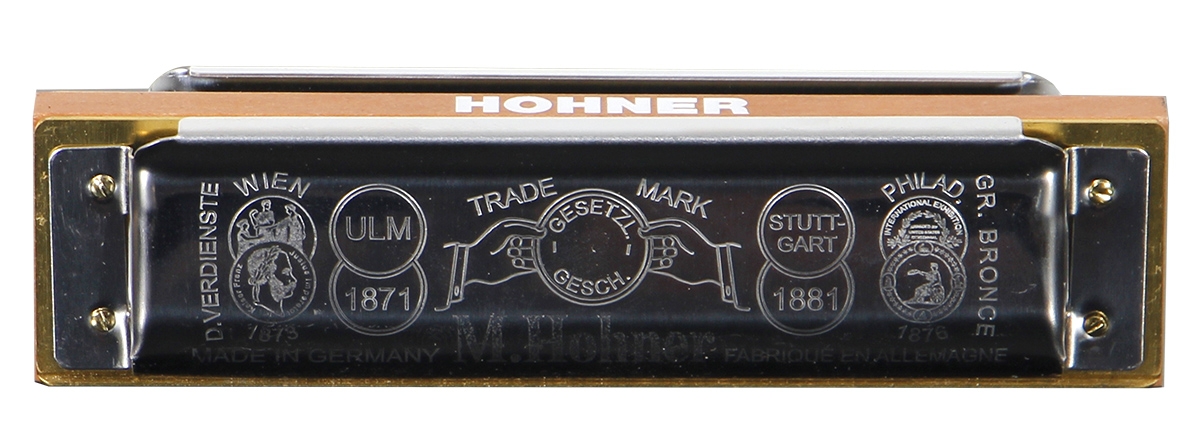 HOHNER
D. VERDIENSTE
WIEN
1873
ULM
1871
TRADE MARK
GESETZL.
GESCH.
STUTT-
GART
1881
PHILAD.
INTERNATIONAL EXHIBITION
1876
GR. BRONCE
M. Hohner
MADE IN GERMANY
FABRIQUÉ EN ALLEMAGNE